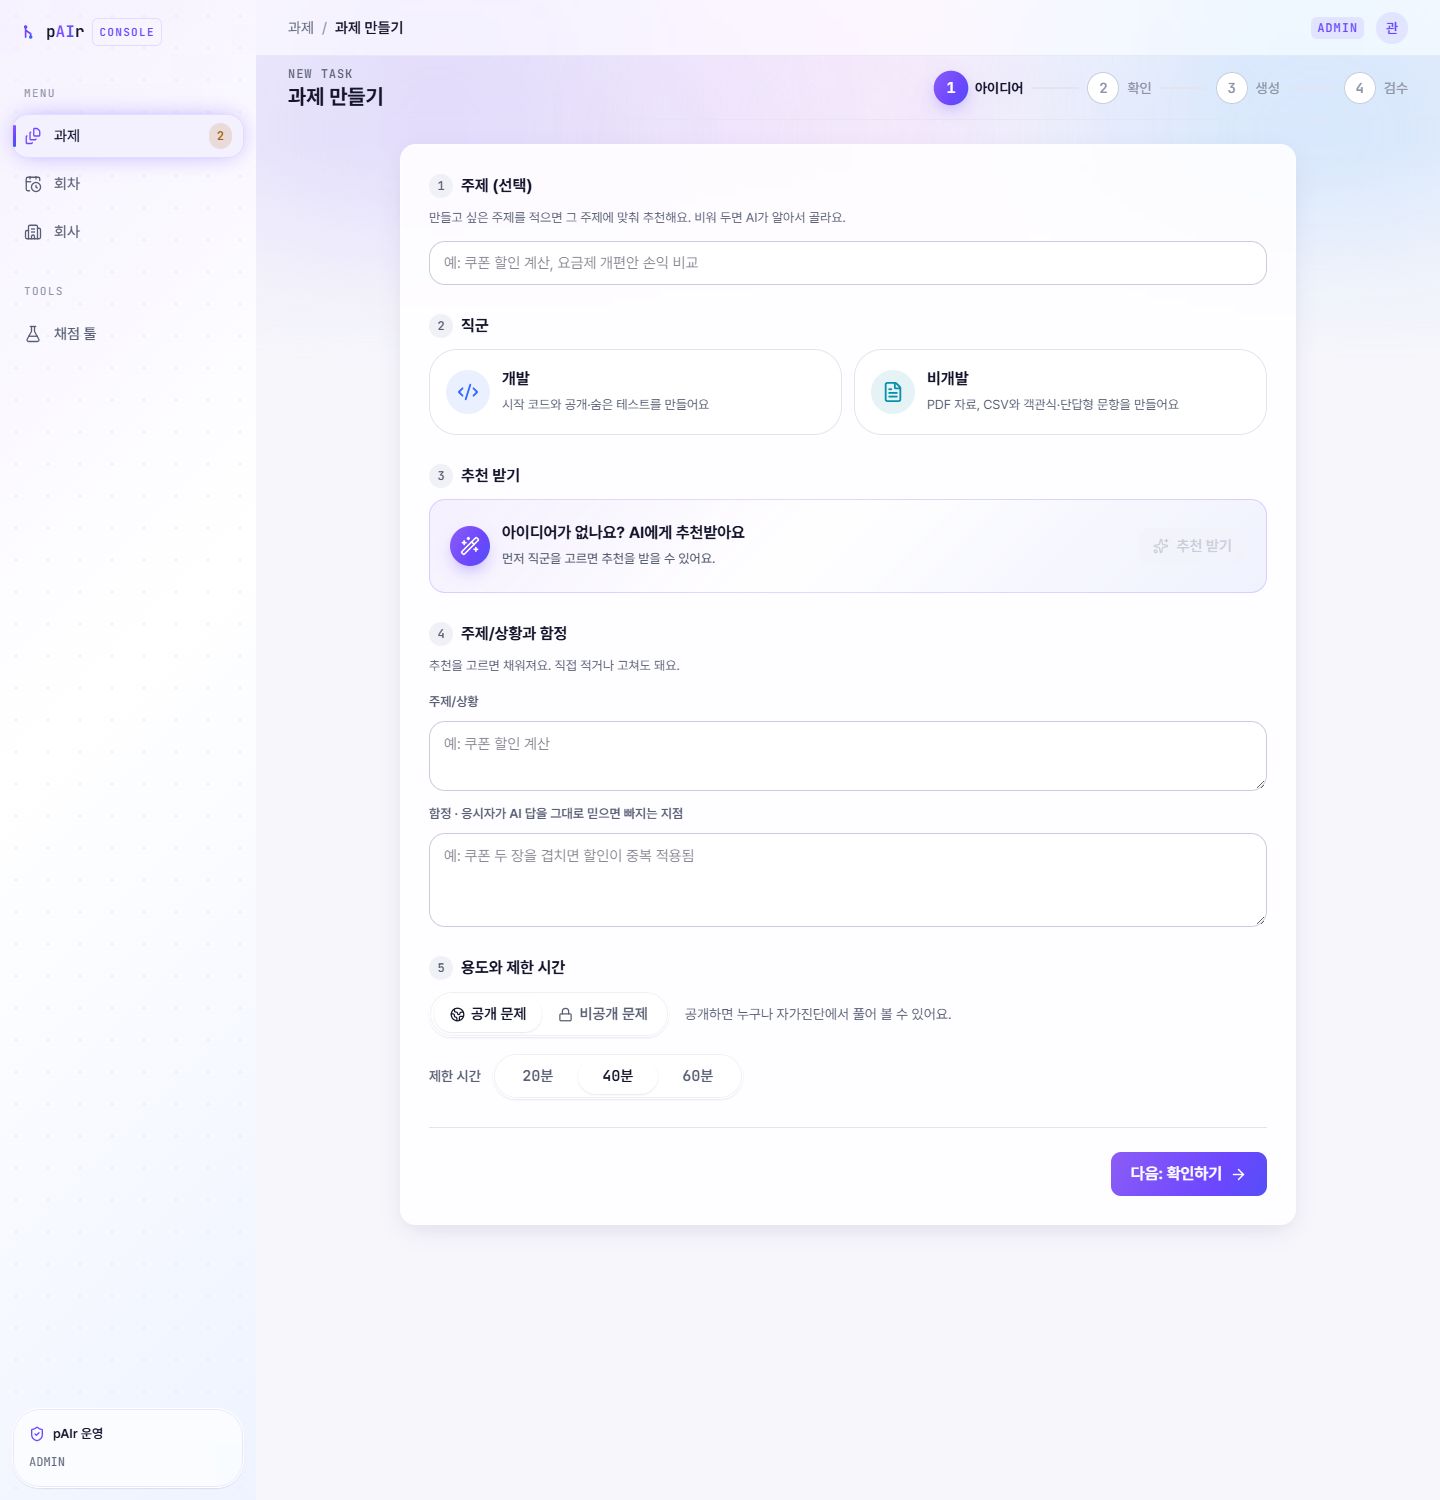 pAIr CONSOLE
과제 / 과제 만들기
ADMIN
관
MENU
과제
2
회차
회사
TOOLS
채점 툴
pAIr 운영
ADMIN
NEW TASK
과제 만들기
1 아이디어
2 확인
3 생성
4 검수
1 주제 (선택)
만들고 싶은 주제를 적으면 그 주제에 맞춰 추천해요. 비워 두면 AI가 알아서 골라요.
예: 쿠폰 할인 계산, 요금제 개편안 손익 비교
2 직군
개발
시작 코드와 공개·숨은 테스트를 만들어요
비개발
PDF 자료, CSV와 객관식·단답형 문항을 만들어요
3 추천 받기
아이디어가 없나요? AI에게 추천받아요
먼저 직군을 고르면 추천을 받을 수 있어요.
추천 받기
4 주제/상황과 함정
추천을 고르면 채워져요. 직접 적거나 고쳐도 돼요.
주제/상황
예: 쿠폰 할인 계산
함정 · 응시자가 AI 답을 그대로 믿으면 빠지는 지점
예: 쿠폰 두 장을 겹치면 할인이 중복 적용됨
5 용도와 제한 시간
공개 문제
비공개 문제
공개하면 누구나 자가진단에서 풀어 볼 수 있어요.
제한 시간
20분
40분
60분
다음: 확인하기 →